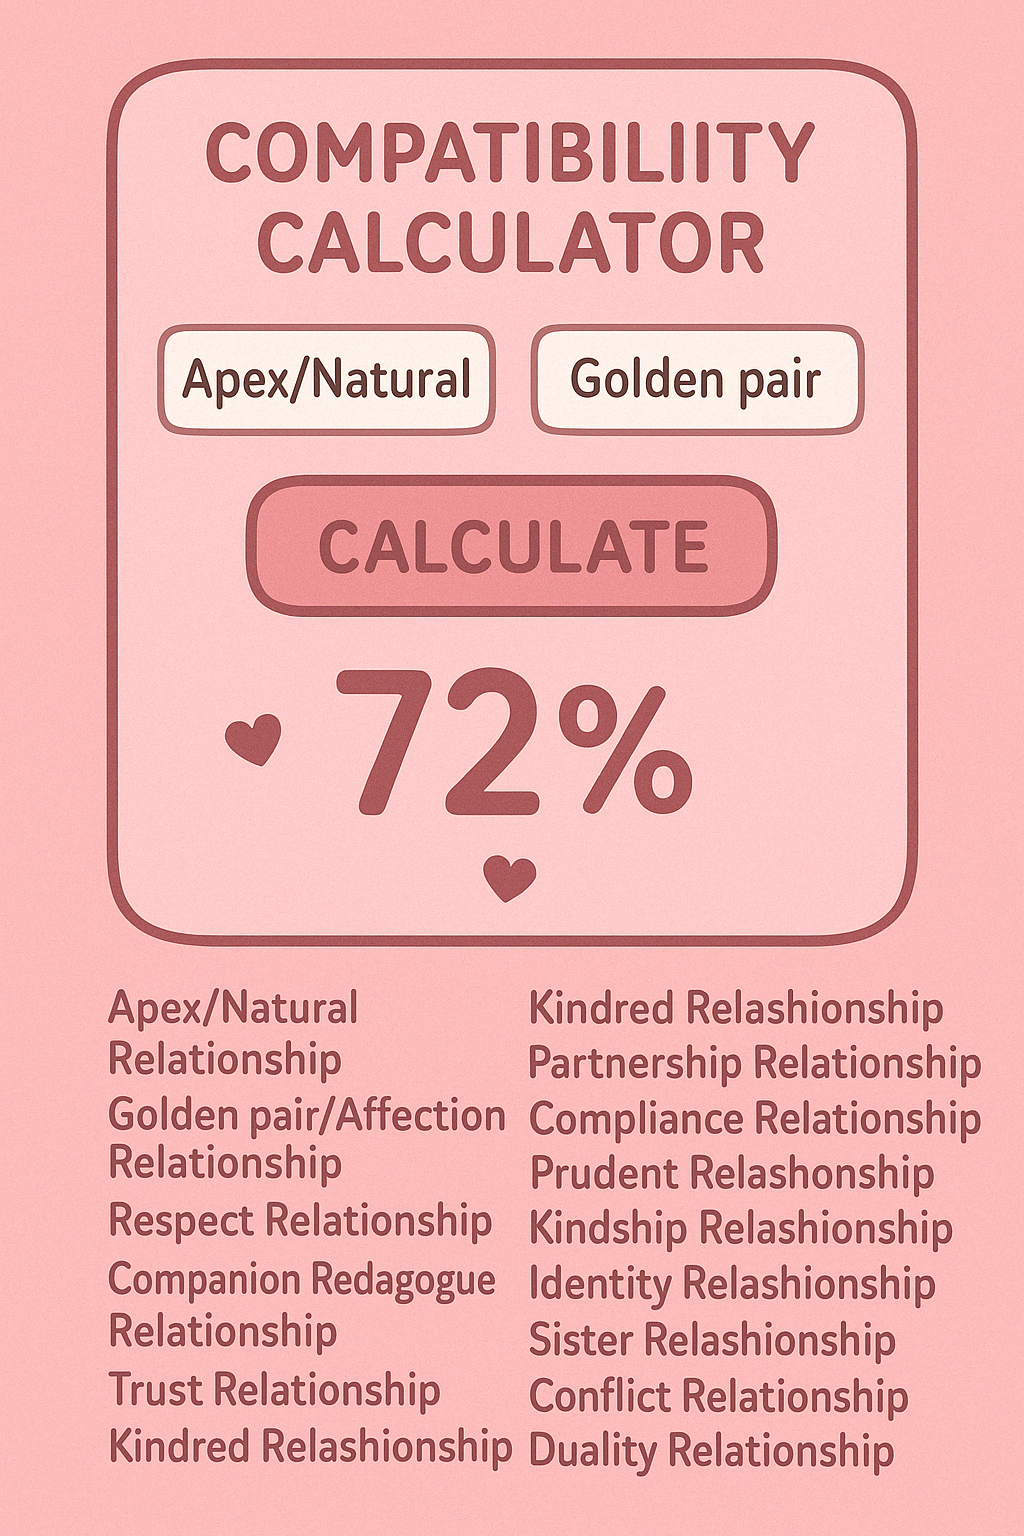 COMPATIBILIITY
CALCULATOR
Apex/Natural
Golden pair
CALCULATE
72%
Apex/Natural
Relationship
Golden pair/Affection
Relationship
Respect Relationship
Companion Redagogue
Relationship
Trust Relationship
Kindred Relashionship
Kindred Relashionship
Partnership Relationship
Compliance Relationship
Prudent Relashonship
Kindship Relashionship
Identity Relashionship
Sister Relashionship
Conflict Relationship
Duality Relationship